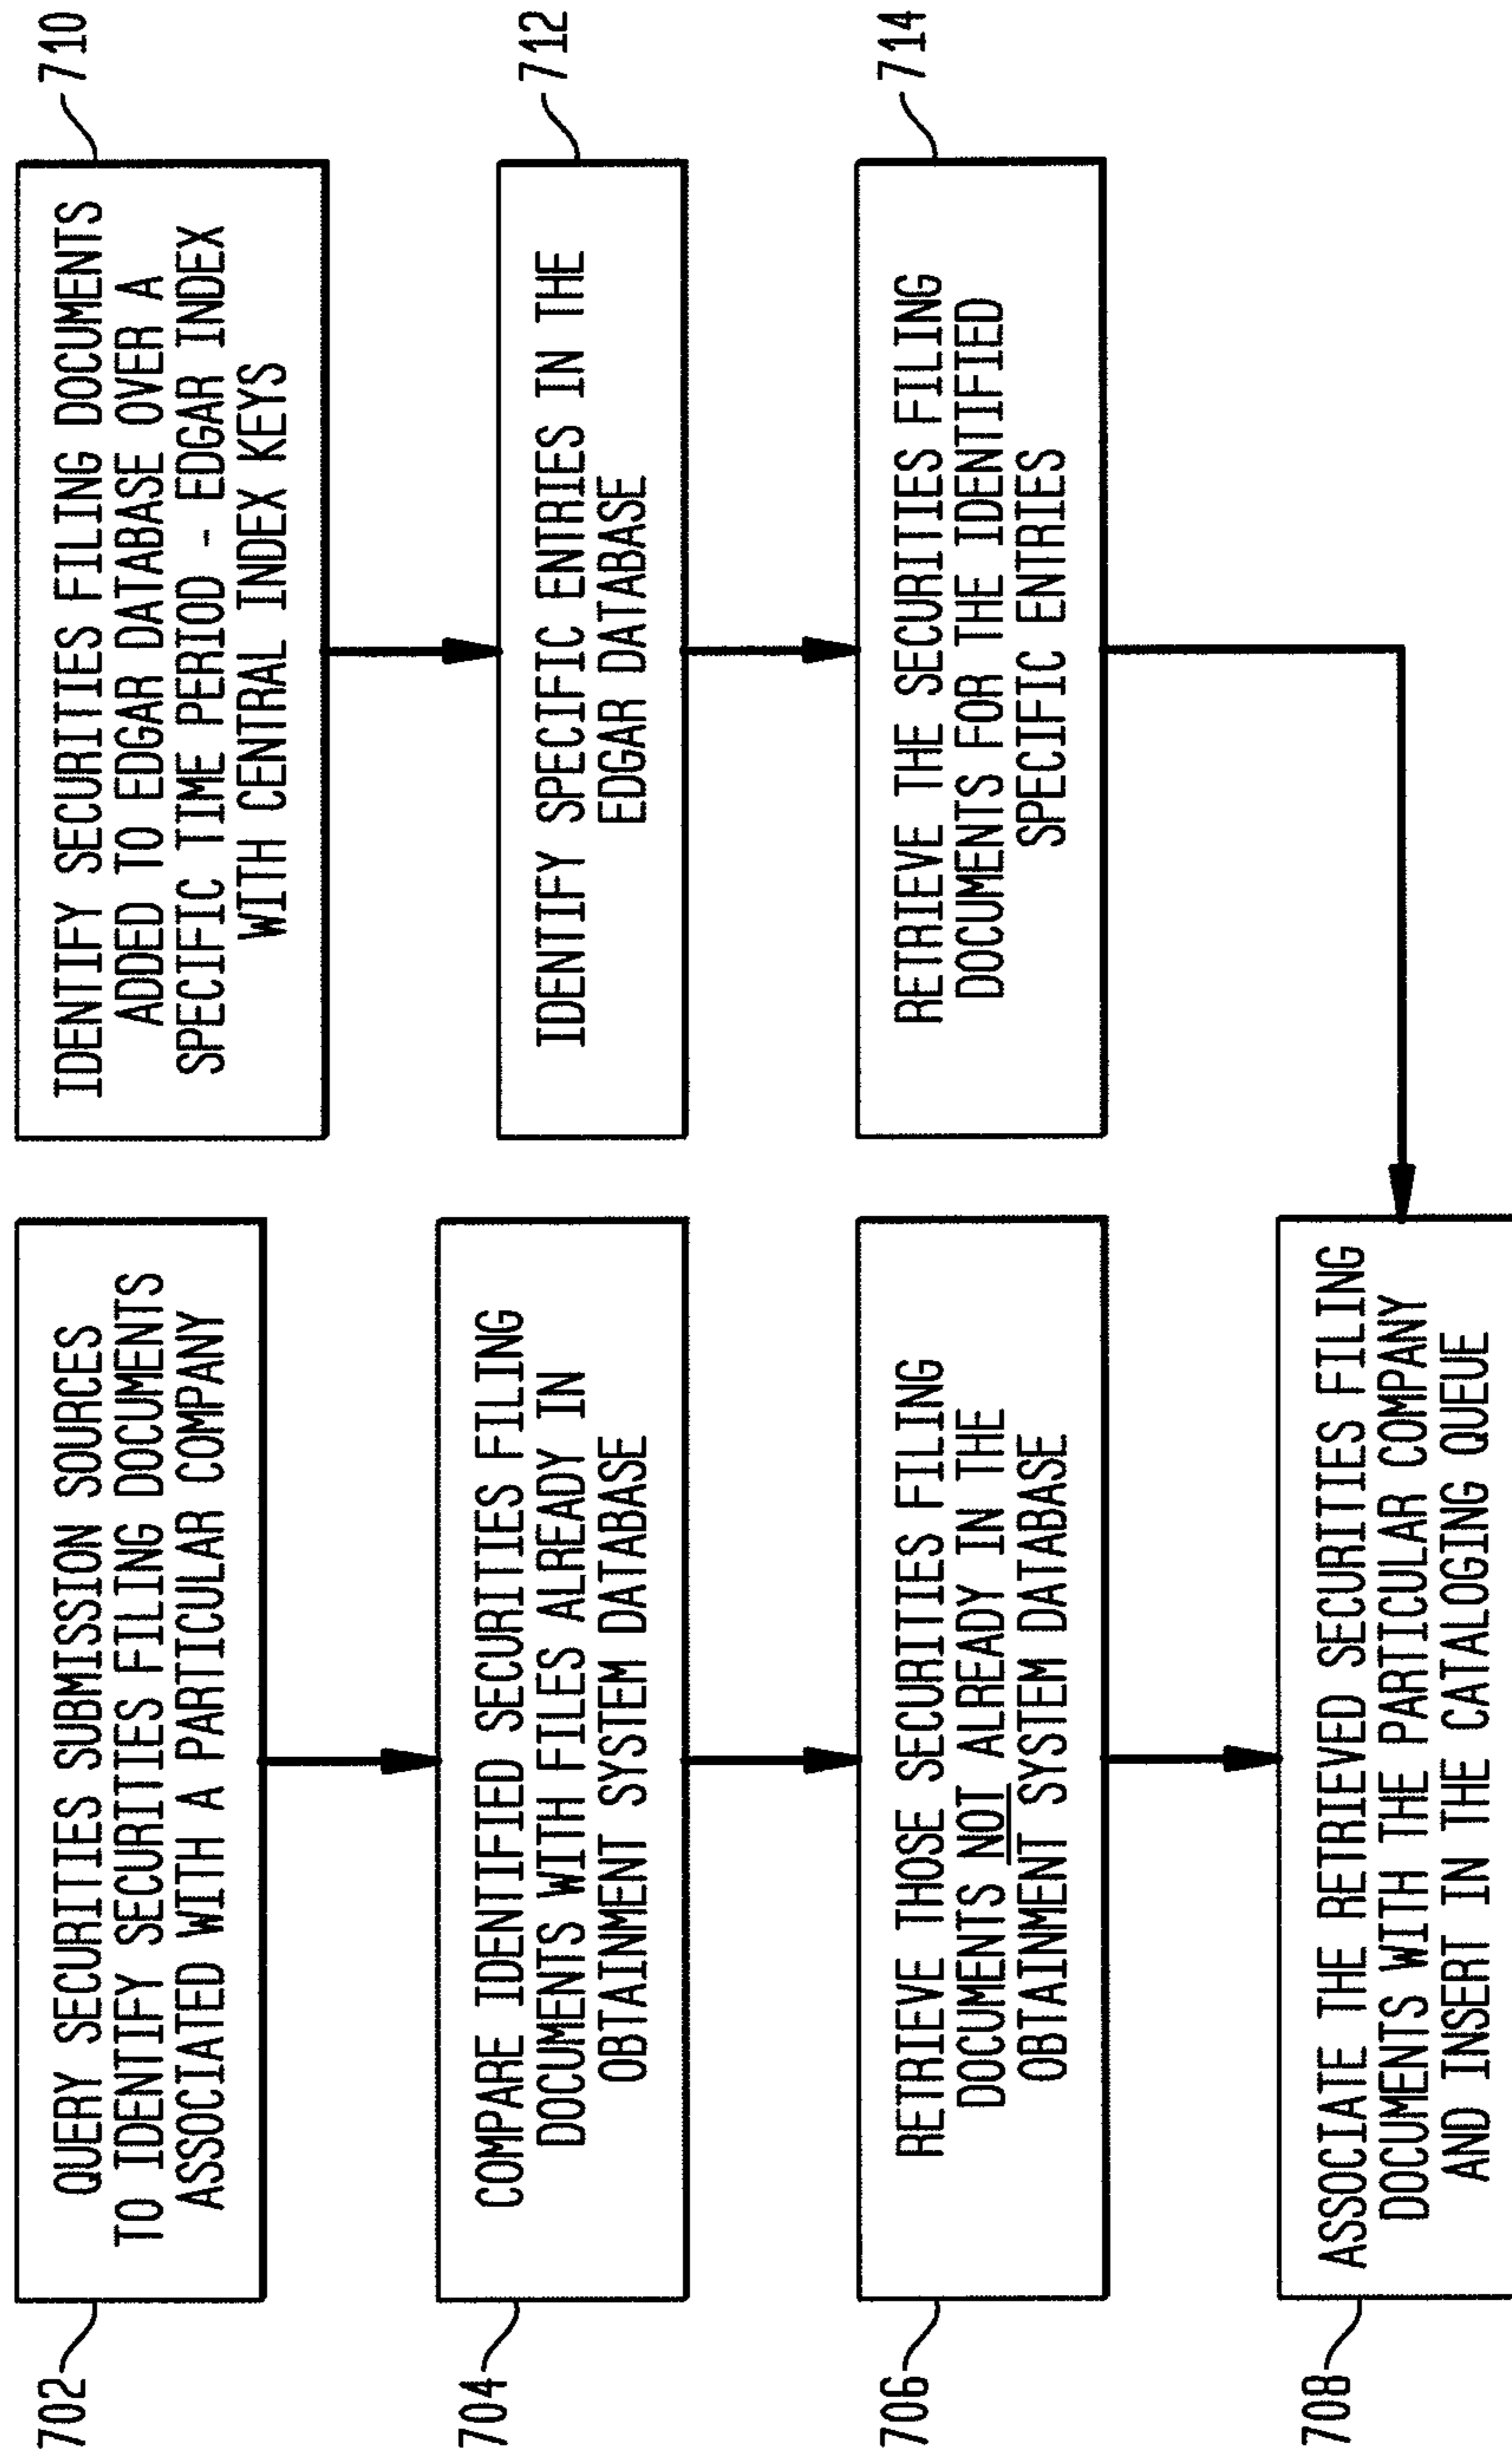 702
QUERY SECURITIES SUBMISSION SOURCES
TO IDENTIFY SECURITIES FILING DOCUMENTS
ASSOCIATED WITH A PARTICULAR COMPANY
704
COMPARE IDENTIFIED SECURITIES FILING
DOCUMENTS WITH FILES ALREADY IN
OBTAINMENT SYSTEM DATABASE
706
RETRIEVE THOSE SECURITIES FILING
DOCUMENTS NOT ALREADY IN THE
OBTAINMENT SYSTEM DATABASE
708
ASSOCIATE THE RETRIEVED SECURITIES FILING
DOCUMENTS WITH THE PARTICULAR COMPANY
AND INSERT IN THE CATALOGING QUEUE
710
IDENTIFY SECURITIES FILING DOCUMENTS
ADDED TO EDGAR DATABASE OVER A
SPECIFIC TIME PERIOD - EDGAR INDEX
WITH CENTRAL INDEX KEYS
712
IDENTIFY SPECIFIC ENTRIES IN THE
EDGAR DATABASE
714
RETRIEVE THE SECURITIES FILING
DOCUMENTS FOR THE IDENTIFIED
SPECIFIC ENTRIES